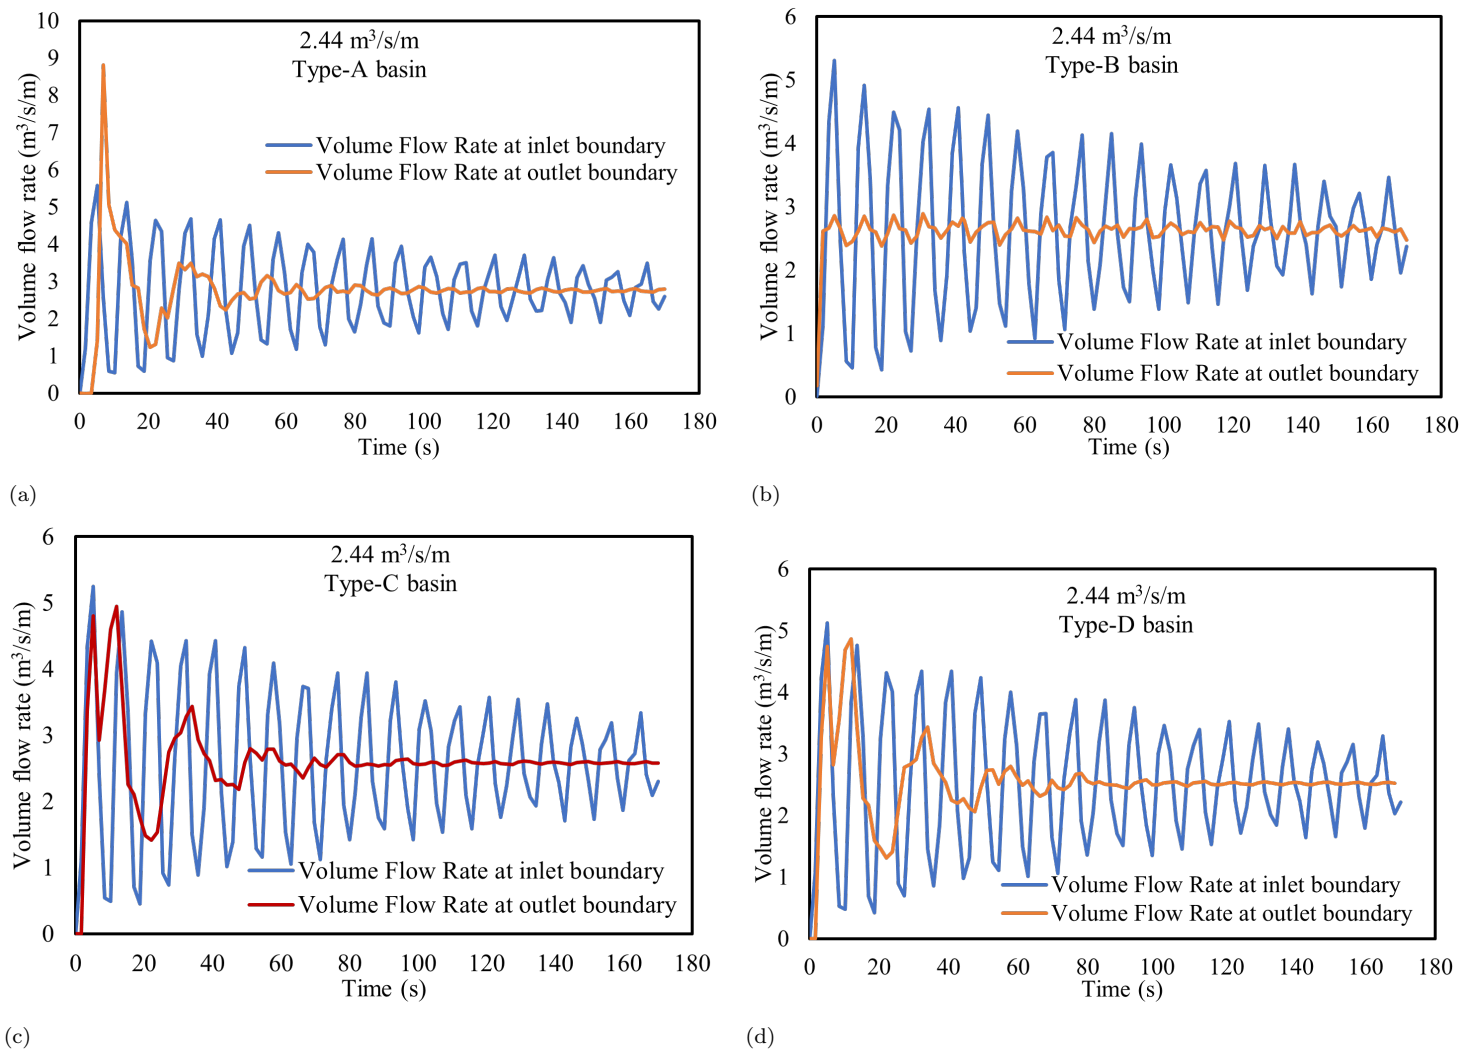 2.44 m³/s/m
Type-A basin
Volume Flow Rate at inlet boundary
Volume Flow Rate at outlet boundary
Volume flow rate (m³/s/m)
10
9
8
7
6
5
4
3
2
1
0
0 20 40 60 80 100 120 140 160 180
Time (s)
(a)
2.44 m³/s/m
Type-B basin
Volume flow rate (m³/s/m)
6
5
4
3
2
1
0
Volume Flow Rate at inlet boundary
Volume Flow Rate at outlet boundary
0 20 40 60 80 100 120 140 160 180
Time (s)
(b)
2.44 m³/s/m
Type-C basin
Volume flow rate (m³/s/m)
6
5
4
3
2
1
0
Volume Flow Rate at inlet boundary
Volume Flow Rate at outlet boundary
0 20 40 60 80 100 120 140 160 180
Time (s)
(c)
2.44 m³/s/m
Type-D basin
Volume flow rate (m³/s/m)
6
5
4
3
2
1
0
Volume Flow Rate at inlet boundary
Volume Flow Rate at outlet boundary
0 20 40 60 80 100 120 140 160 180
Time (s)
(d)